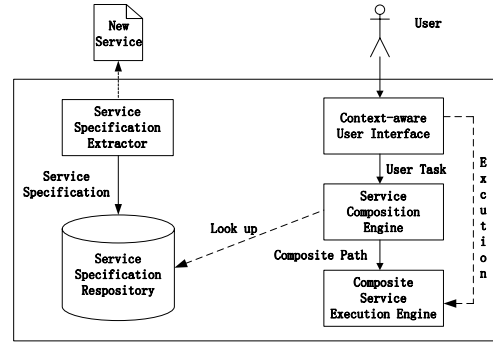 New
Service
User
Service
Specification
Extractor
Context-aware
User Interface
Service
Specification
User Task
Excution
Service
Composition
Engine
Look up
Composite Path
Service
Specification
Respository
Composite
Service
Execution Engine